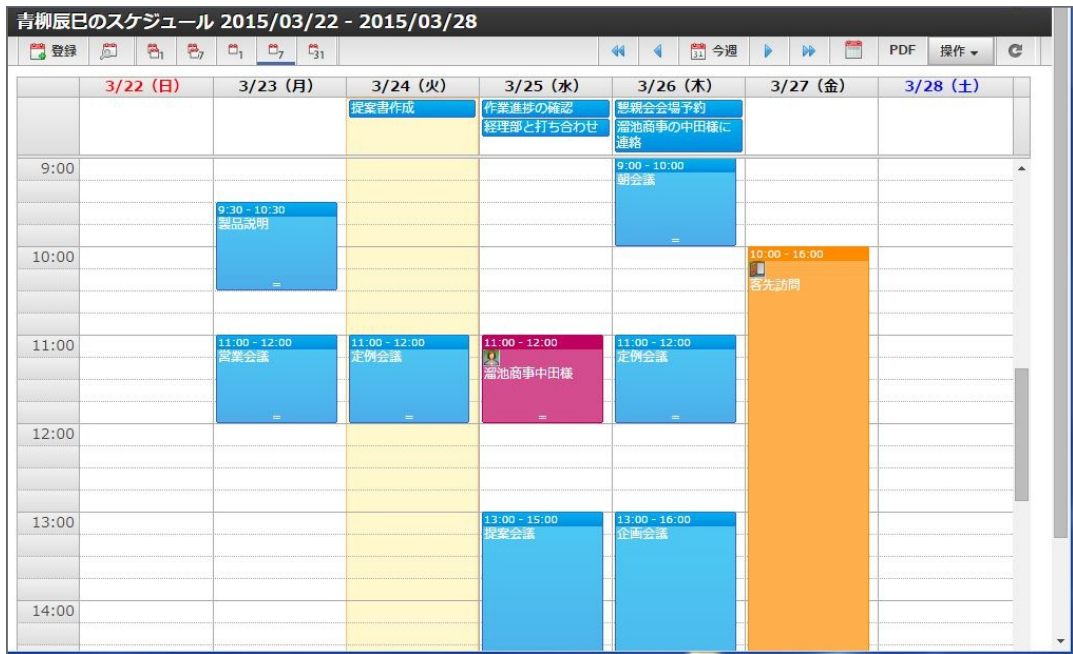 青柳辰巳のスケジュール 2015/03/22 - 2015/03/28
登録 1 7 1 7 31 31 今週 PDF 操作
3/22（日） 3/23（月） 3/24（火） 3/25（水） 3/26（木） 3/27（金） 3/28（土）
提案書作成
作業進捗の確認
経理部と打ち合わせ
懇親会会場予約
溜池商事の中田様に
連絡
9:00
9:00 - 10:00
朝会議
9:30 - 10:30
製品説明
10:00
10:00 - 16:00
客先訪問
11:00
11:00 - 12:00
営業会議
11:00 - 12:00
定例会議
11:00 - 12:00
溜池商事中田様
11:00 - 12:00
定例会議
12:00
13:00
13:00 - 15:00
提案会議
13:00 - 16:00
企画会議
14:00